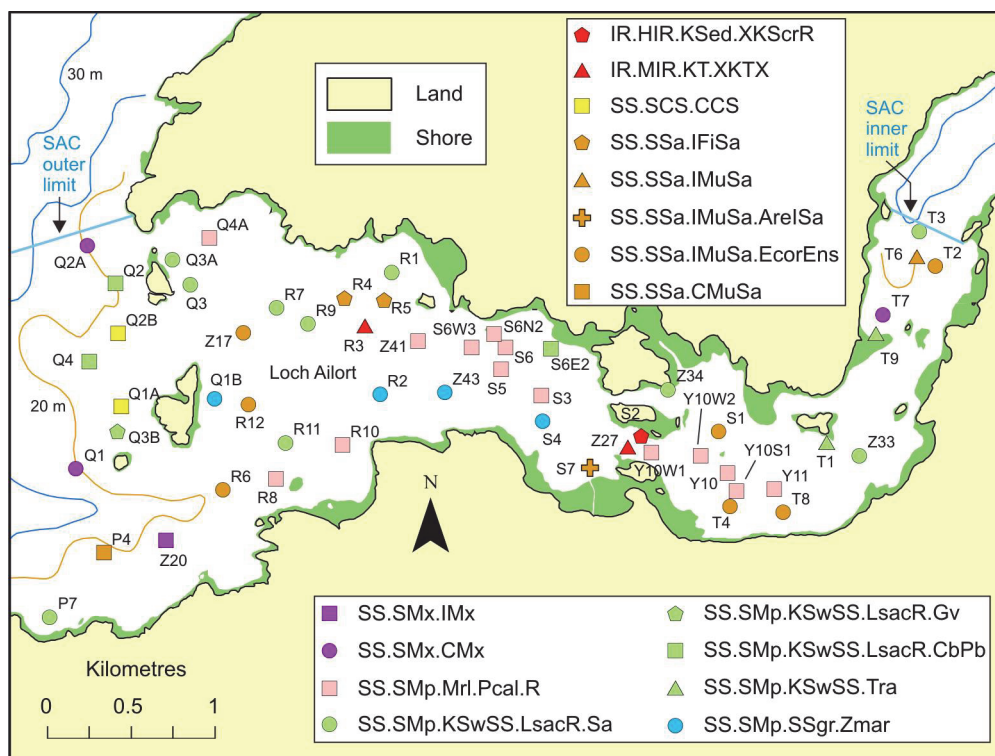 30 m
SAC
outer
limit
Land
Shore
IR.HIR.KSed.XKScrR
IR.MIR.KT.XKTX
SS.SCS.CCS
SS.SSa.IFiSa
SS.SSa.IMuSa
SS.SSa.IMuSa.AreISa
SS.SSa.IMuSa.EcorEns
SS.SSa.CMuSa
SAC
inner
limit
T3
T6
T2
T7
T9
Q2A
Q4A
Q3A
Q2
Q3
Q2B
Q4
Q1A
Q3B
Q1
20 m
R1
R4
R5
R7
R9
R3
Z17
Z41
S6W3
S6N2
S6
S6E2
S5
Loch Ailort
Q1B
R12
R2
Z43
S3
S4
Z34
S2
Y10W2
S1
Z27
S7
Y10W1
Y10
Y10S1
Y11
T1
Z33
T4
T8
R11
R10
R6
R8
P4
Z20
P7
N
Kilometres
0
0.5
1
SS.SMx.IMx
SS.SMx.CMx
SS.SMp.Mrl.Pcal.R
SS.SMp.KSwSS.LsacR.Sa
SS.SMp.KSwSS.LsacR.Gv
SS.SMp.KSwSS.LsacR.CbPb
SS.SMp.KSwSS.Tra
SS.SMp.SSgr.Zmar